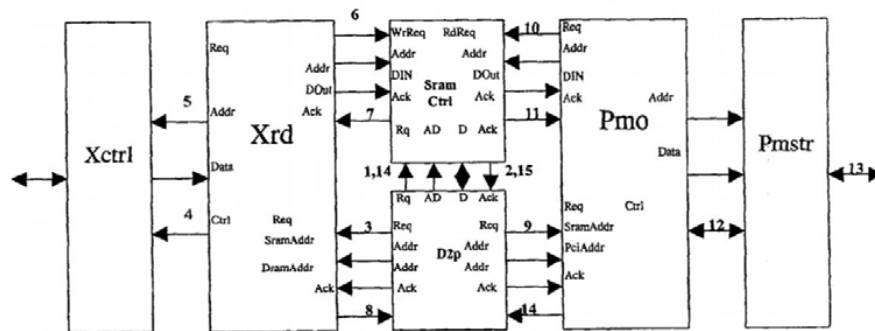 6
WrReq RdReq 10 Req
Req Addr Addr Addr
Addr DIN DOut DIN
DOut Sram
5 Ack Ack Ctrl Ack Ack Addr
Addr 7 11
Xctrl Xrd Rq AD D Ack Pmo Pmstr
Data 1,14 2,15 Data
13
4 Rq AD D Ack
Ctrl Req 3 Req Req 9 Req Ctrl 12
SramAddr Addr Addr SramAddr
D2p
DramAddr Addr Addr PciAddr
Ack Ack Ack Ack
8 14